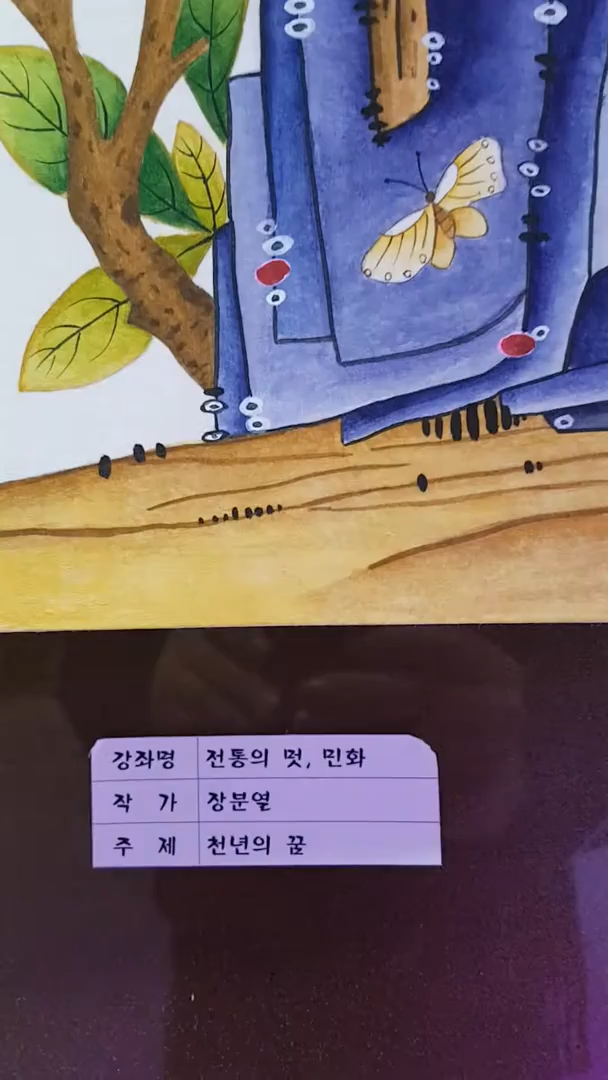 강좌명 전통의 멋, 민화
작 가 장분열
주 제 천년의 꿈